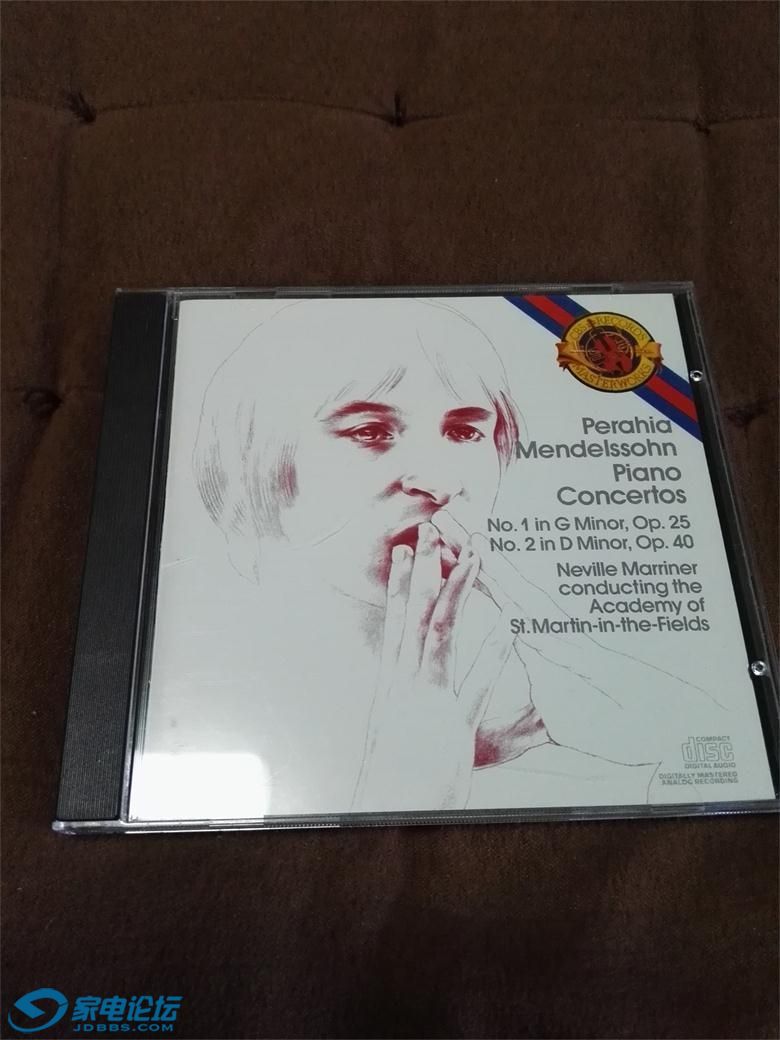 CBS RECORDS
MASTERWORKS
Perahia
Mendelssohn
Piano
Concertos
No. 1 in G Minor, Op. 25
No. 2 in D Minor, Op. 40
Neville Marriner
conducting the
Academy of
St. Martin-in-the-Fields
COMPACT
disc
DIGITAL AUDIO
DIGITALLY MASTERED
ANALOG RECORDING
家电论坛
JDBBS.COM